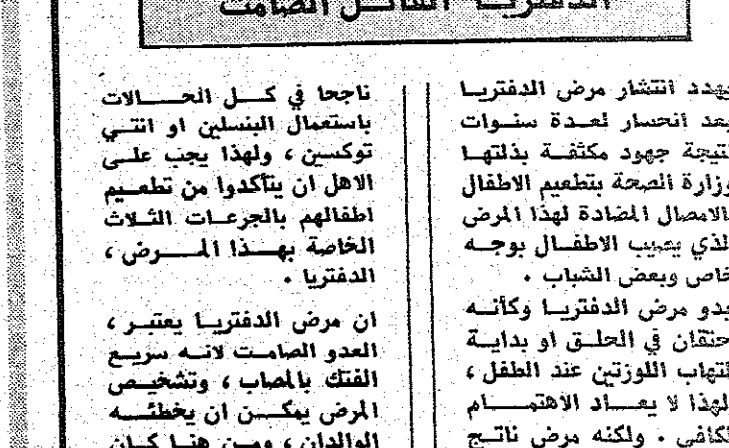 الدفتريا القاتل الصامت
يهدد انتشار مرض الدفتريا
بعد انحسار لعدة سنوات
نتيجة جهود مكثفة بذلتها
وزارة الصحة بتطعيم الاطفال
بالامصال المضادة لهذا المرض
الذي يصيب الاطفال بوجه
خاص وبعض الشباب .
يبدو مرض الدفتريا وكأنه
احتقان في الحلق او بداية
التهاب اللوزتين عند الطفل ،
لهذا لا يعاد الاهتمام
الكافي . ولكنه مرض ناتج
ناجحا في كل الحالات
باستعمال البنسلين او انتي
توكسين ، ولهذا يجب على
الاهل ان يتاكدوا من تطعيم
اطفالهم بالجرعات الثلاث
الخاصة بهذا المرض ،
الدفتريا .
ان مرض الدفتريا يعتبر ،
العدو الصامت لانه سريع
الفتك بالمصاب ، وتشخيص
المرض يمكن ان يخطئه
الوالدان ، ومن هنا كان